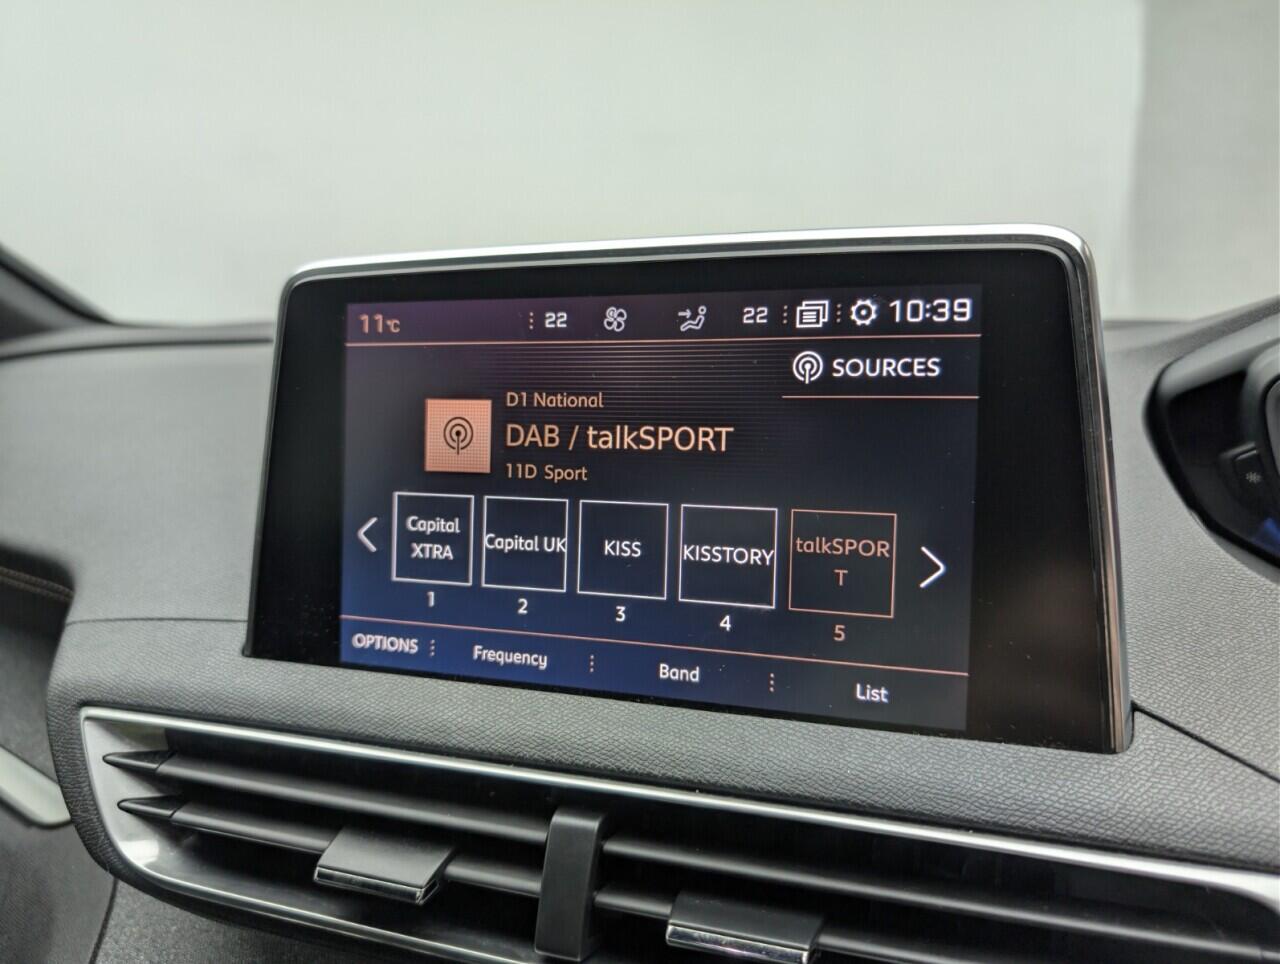 11°C
22
22
10:39
SOURCES
D1 National
DAB / talkSPORT
11D Sport
Capital
XTRA
Capital UK
KISS
KISSTORY
talkSPOR
T
1
2
3
4
5
OPTIONS
Frequency
Band
List